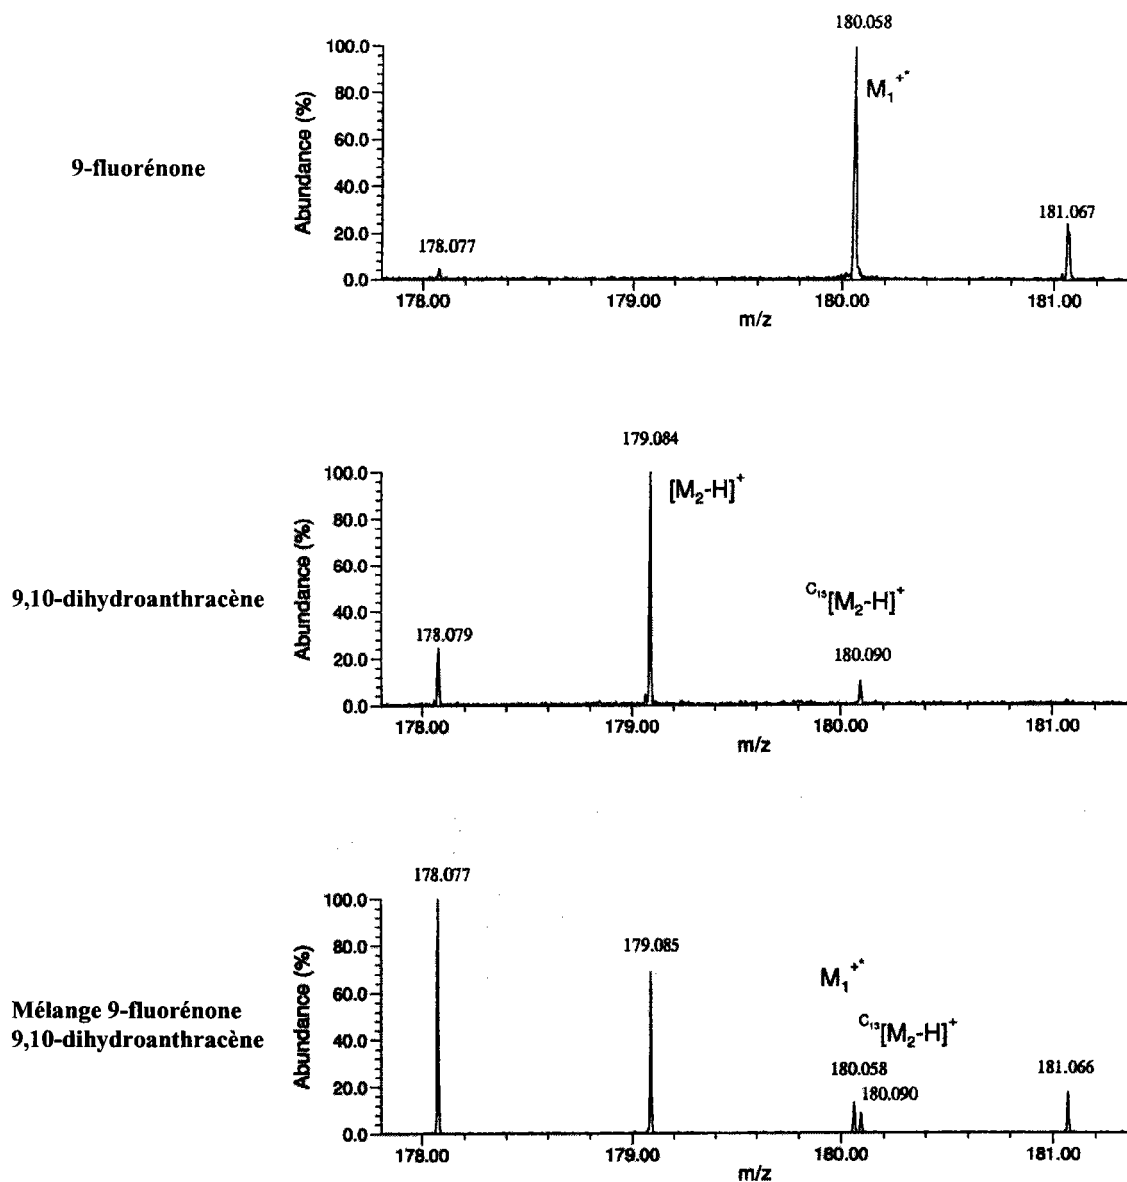 180.058
100.0
M₁⁺•
80.0
9-fluorénone
Abundance (%)
60.0
40.0
181.067
20.0
178.077
0.0
178.00 179.00 180.00 181.00
m/z
179.084
100.0
[M₂-H]⁺
80.0
9,10-dihydroanthracène
Abundance (%)
60.0
C₁₃[M₂-H]⁺
40.0
178.079
180.090
20.0
0.0
178.00 179.00 180.00 181.00
m/z
178.077
100.0
179.085
80.0
M₁⁺•
Mélange 9-fluorénone
9,10-dihydroanthracène
Abundance (%)
60.0
C₁₃[M₂-H]⁺
40.0
180.058
181.066
180.090
20.0
0.0
178.00 179.00 180.00 181.00
m/z